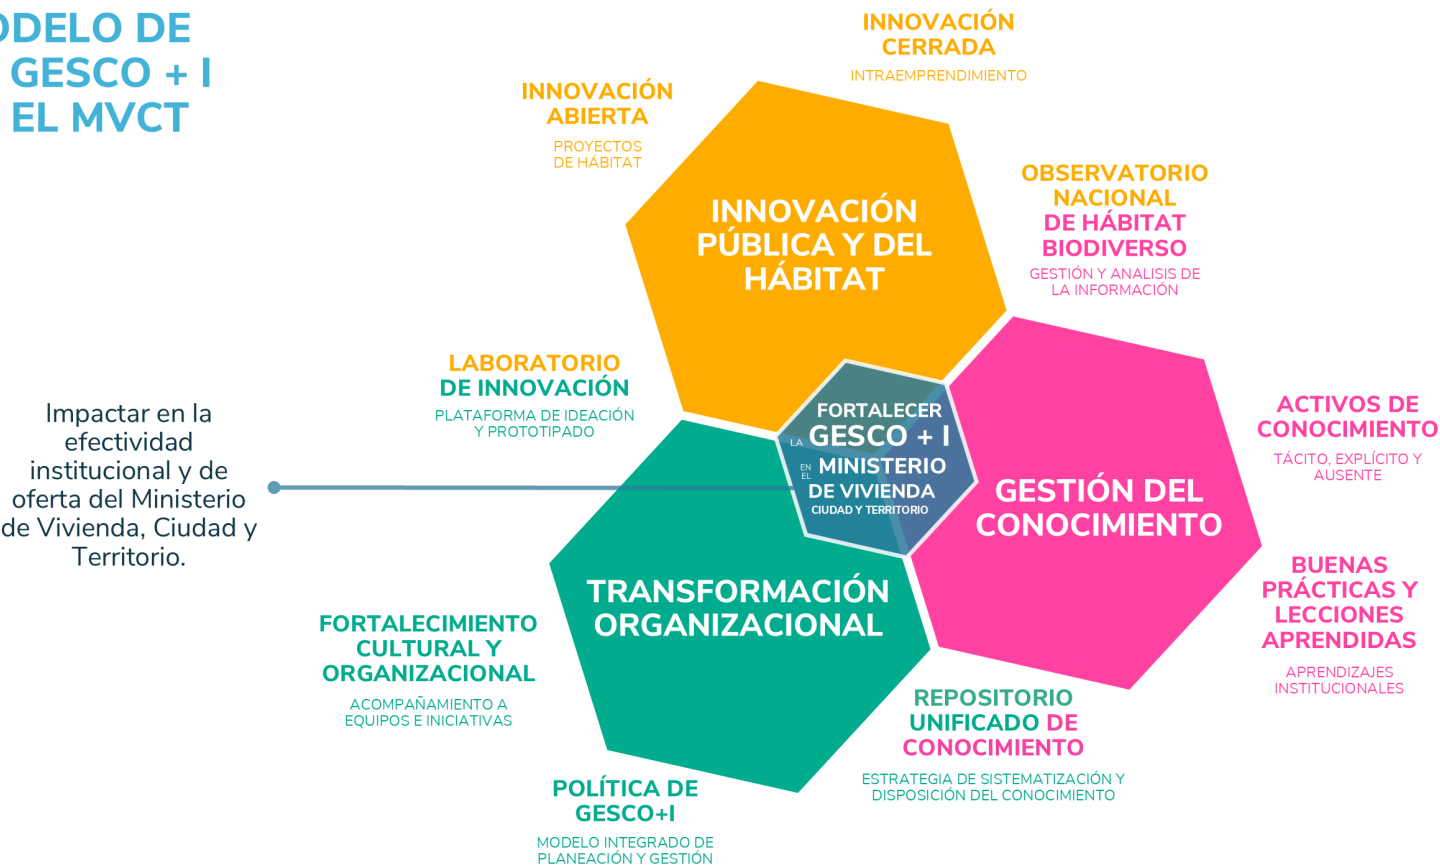 ODELO DE
GESCO + I
EL MVCT
INNOVACIÓN
CERRADA
INTRAEMPRENDIMIENTO
INNOVACIÓN
ABIERTA
PROYECTOS
DE HÁBITAT
OBSERVATORIO
NACIONAL
DE HÁBITAT
BIODIVERSO
GESTIÓN Y ANALISIS DE
LA INFORMACIÓN
INNOVACIÓN
PÚBLICA Y DEL
HÁBITAT
LABORATORIO
DE INNOVACIÓN
PLATAFORMA DE IDEACIÓN
Y PROTOTIPADO
Impactar en la
efectividad
institucional y de
oferta del Ministerio
de Vivienda, Ciudad y
Territorio.
FORTALECER
LA GESCO + I
EN EL MINISTERIO
DE VIVIENDA
CIUDAD Y TERRITORIO
ACTIVOS DE
CONOCIMIENTO
TÁCITO, EXPLÍCITO Y
AUSENTE
GESTIÓN DEL
CONOCIMIENTO
BUENAS
PRÁCTICAS Y
LECCIONES
APRENDIDAS
APRENDIZAJES
INSTITUCIONALES
TRANSFORMACIÓN
ORGANIZACIONAL
FORTALECIMIENTO
CULTURAL Y
ORGANIZACIONAL
ACOMPAÑAMIENTO A
EQUIPOS E INICIATIVAS
REPOSITORIO
UNIFICADO DE
CONOCIMIENTO
ESTRATEGIA DE SISTEMATIZACIÓN Y
DISPOSICIÓN DEL CONOCIMIENTO
POLÍTICA DE
GESCO+I
MODELO INTEGRADO DE
PLANEACIÓN Y GESTIÓN